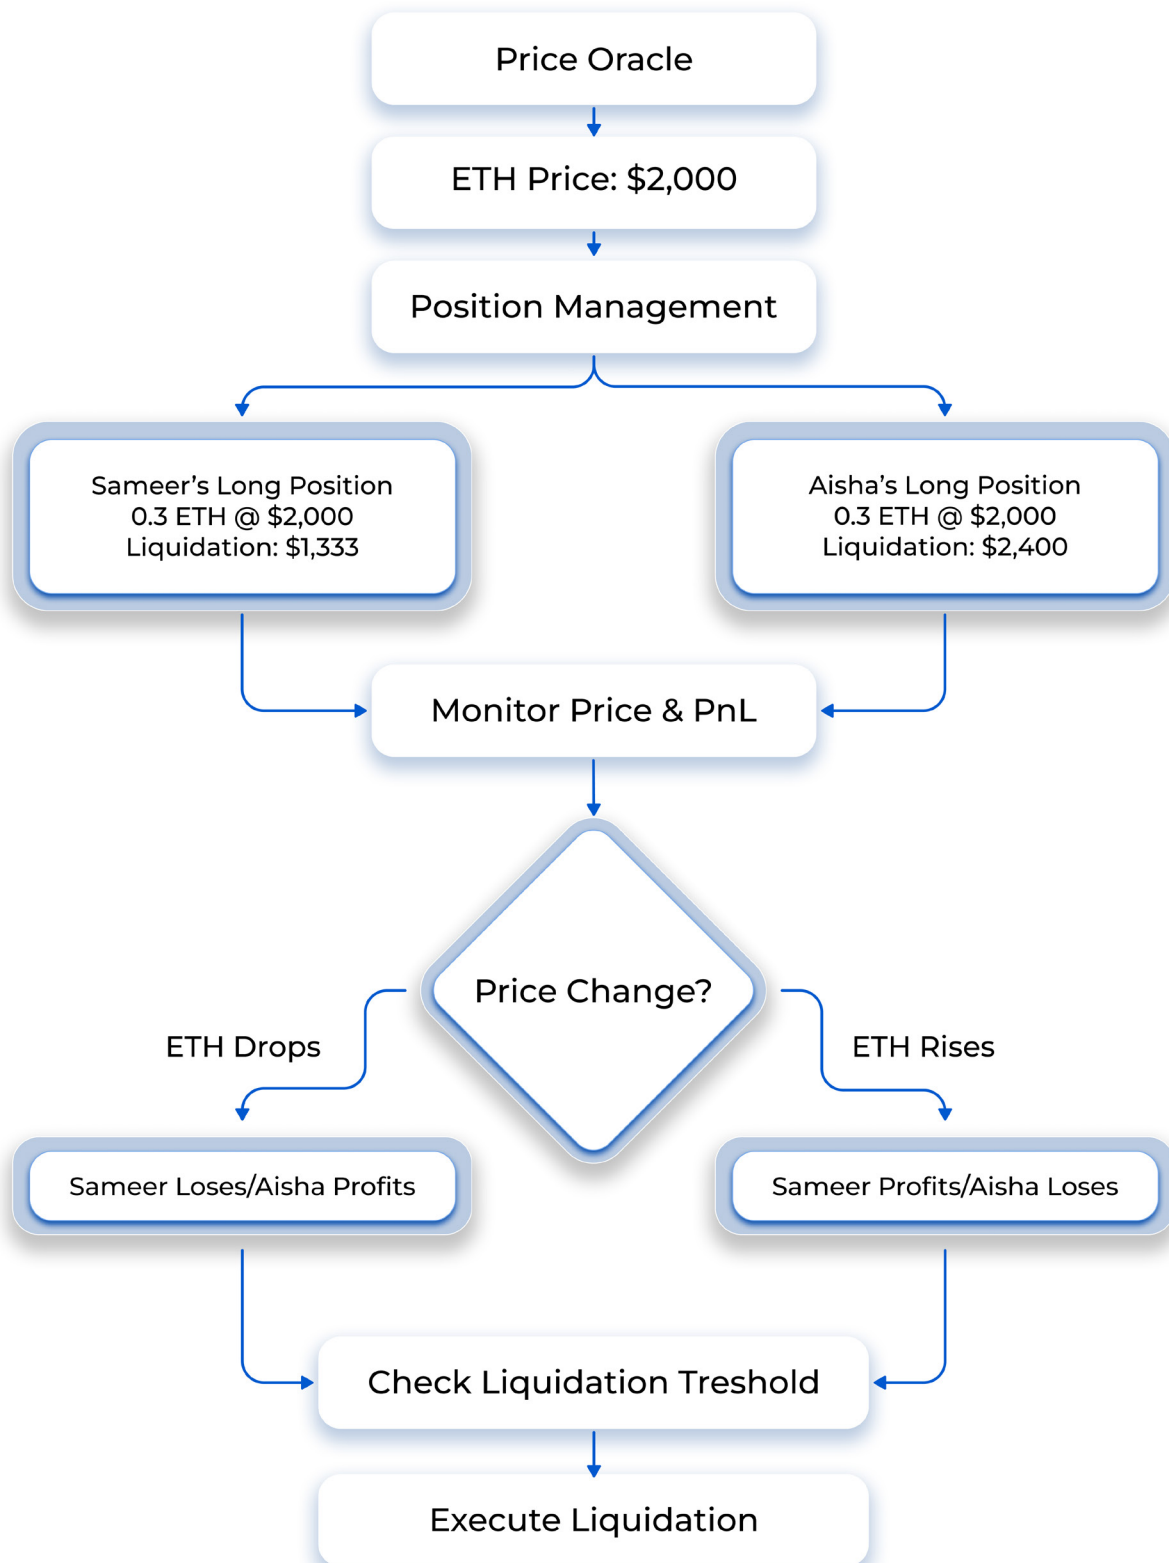 Price Oracle
ETH Price: $2,000
Position Management
Sameer’s Long Position
0.3 ETH @ $2,000
Liquidation: $1,333
Aisha’s Long Position
0.3 ETH @ $2,000
Liquidation: $2,400
Monitor Price & PnL
Price Change?
ETH Drops
ETH Rises
Sameer Loses/Aisha Profits
Sameer Profits/Aisha Loses
Check Liquidation Treshold
Execute Liquidation